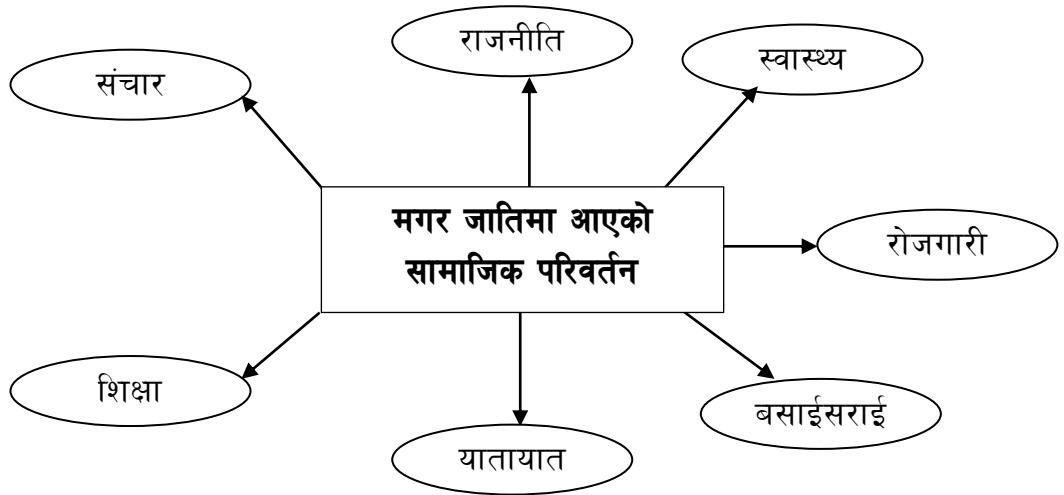 राजनीति
स्वास्थ्य
संचार
मगर जातिमा आएको
सामाजिक परिवर्तन
रोजगारी
शिक्षा
बसाईसराई
यातायात